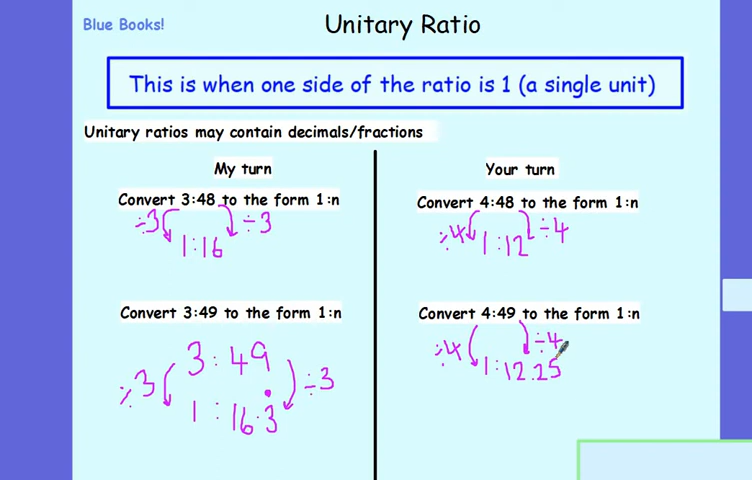 Blue Books!
Unitary Ratio
This is when one side of the ratio is 1 (a single unit)
Unitary ratios may contain decimals/fractions
My turn
Convert 3:48 to the form 1:n
÷3 ÷3
1:16
Convert 3:49 to the form 1:n
3:49
÷3 ÷3
1:16.3̇
Your turn
Convert 4:48 to the form 1:n
÷4 ÷4
1:12
Convert 4:49 to the form 1:n
÷4 ÷4
1:12.25